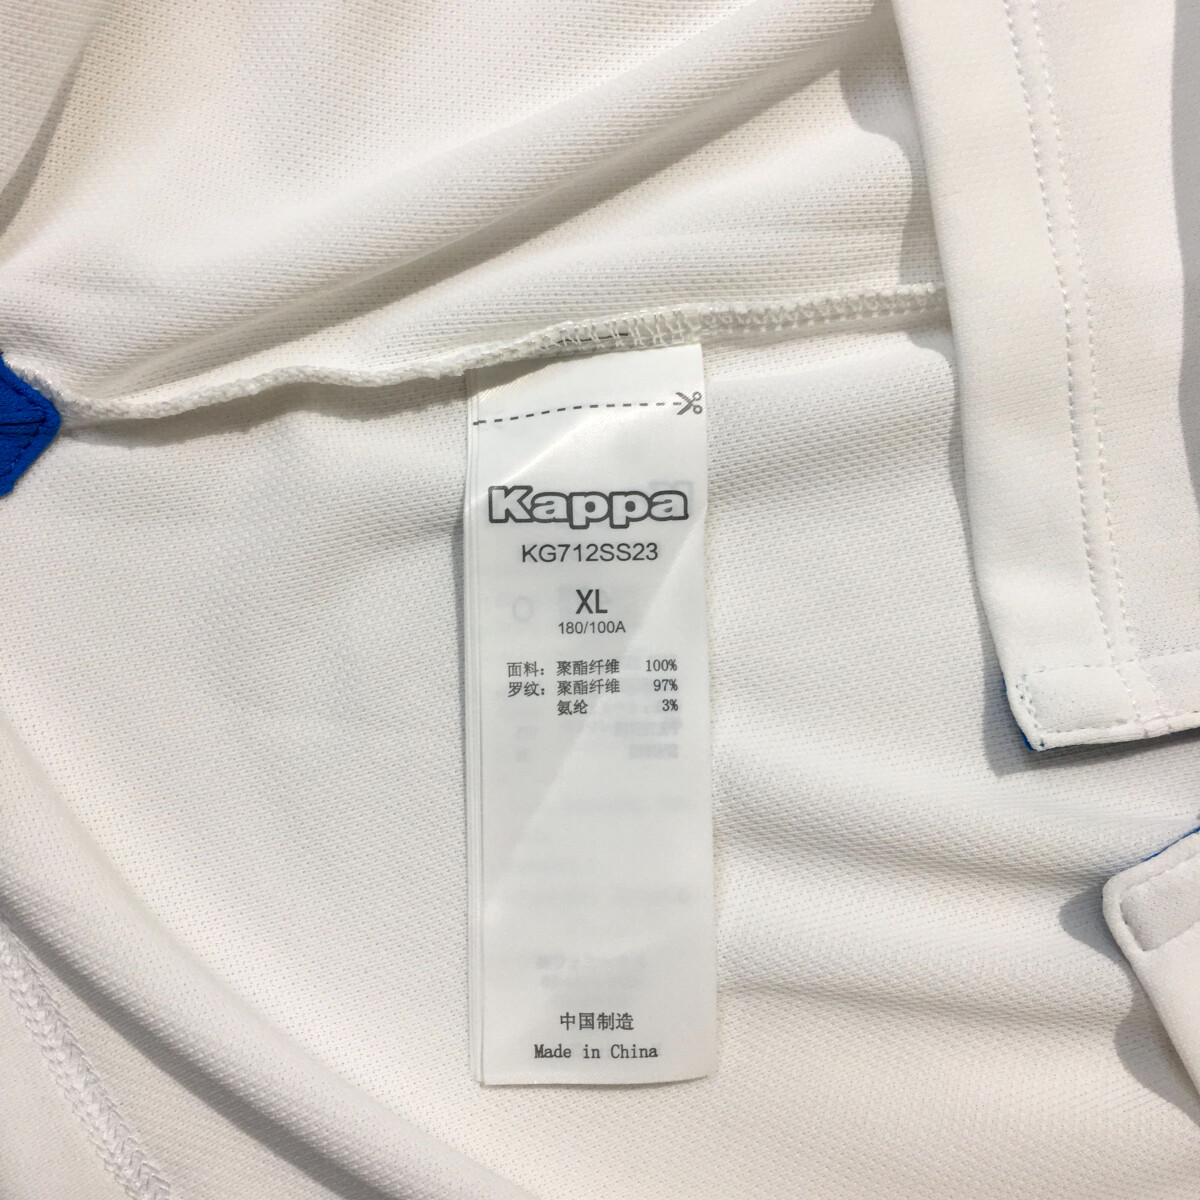 Kappa
KG712SS23
XL
180/100A
面料: 聚酯纤维 100%
罗纹: 聚酯纤维 97%
氨纶 3%
中国制造
Made in China